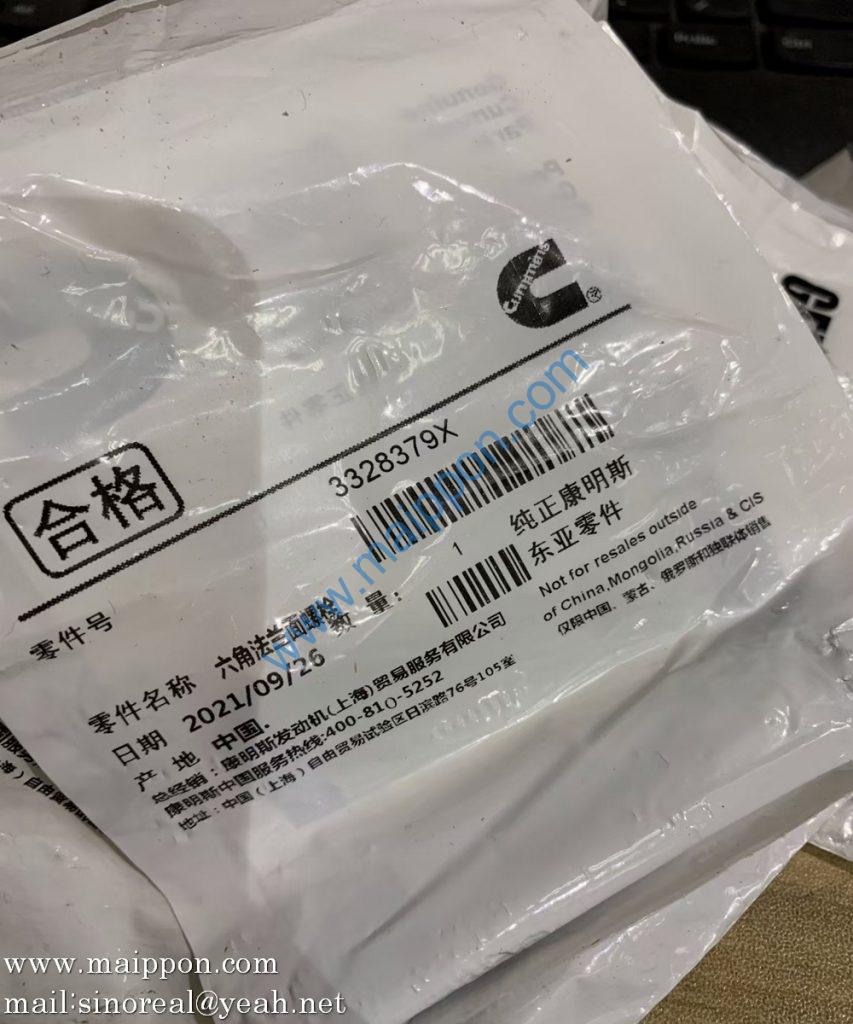 Cummins
®
合格
零件号
3328379X
零件名称 六角法兰面螺栓
数 量: 1
日期 2021/09/26
产 地 中国.
总经销:康明斯发动机(上海)贸易服务有限公司
康明斯中国服务热线:400-810-5252
地址:中国(上海)自由贸易试验区日滨路76号105室
纯正康明斯
东亚零件
Not for resales outside
of China,Mongolia,Russia & CIS
仅限中国、蒙古、俄罗斯和独联体销售
www.maippon.com
www.maippon.com
mail:sinoreal@yeah.net